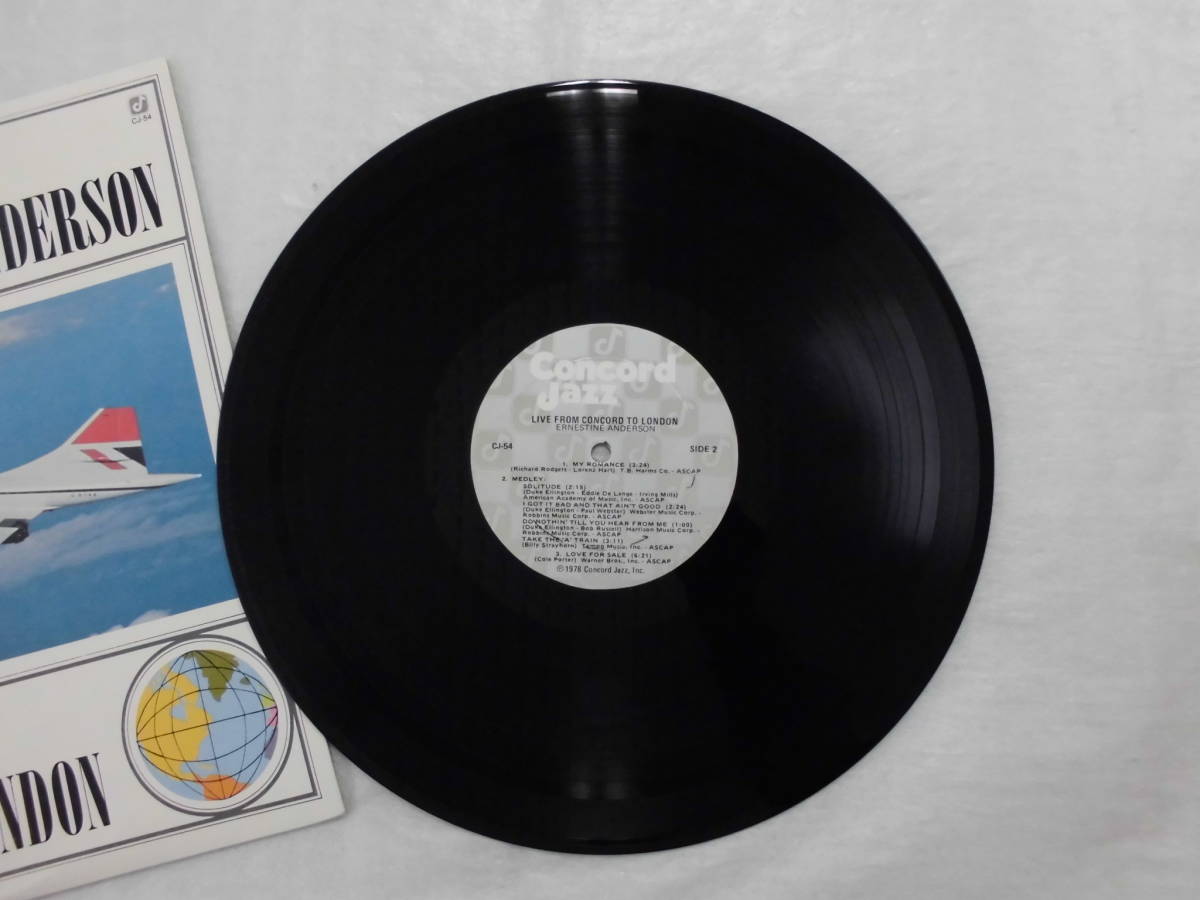 CJ-54
NDERSON
NDON
Concord
Jazz
LIVE FROM CONCORD TO LONDON
ERNESTINE ANDERSON
CJ-54
SIDE 2
1. MY ROMANCE (3:24)
(Richard Rodgers - Lorenz Hart) T.B. Harms Co. - ASCAP
2. MEDLEY:
SOLITUDE (2:15)
(Duke Ellington - Eddie De Lange - Irving Mills)
American Academy of Music, Inc. - ASCAP
I GOT IT BAD AND THAT AIN'T GOOD (2:24)
(Duke Ellington - Paul Webster) Webster Music Corp. -
Robbins Music Corp. - ASCAP
DO NOTHIN' TILL YOU HEAR FROM ME (1:00)
(Duke Ellington - Bob Russell) Harrison Music Corp. -
Robbins Music Corp. - ASCAP
TAKE THE 'A' TRAIN (3:11)
(Billy Strayhorn) Tempo Music, Inc. - ASCAP
3. LOVE FOR SALE (6:21)
(Cole Porter) Warner Bros., Inc. - ASCAP
℗1978 Concord Jazz, Inc.